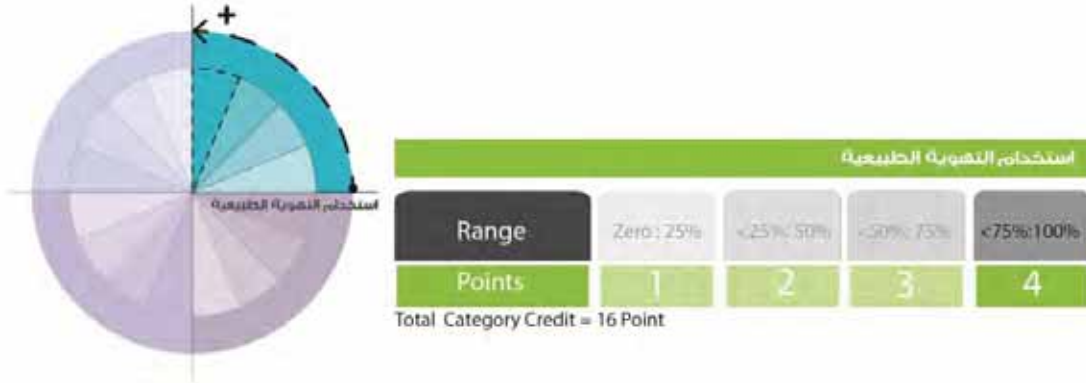 +
استخدام التهوية الطبيعية
استخدام التهوية الطبيعية
Range Zero : 25% <25%: 50% <50%: 75% <75%:100%
Points 1 2 3 4
Total Category Credit = 16 Point